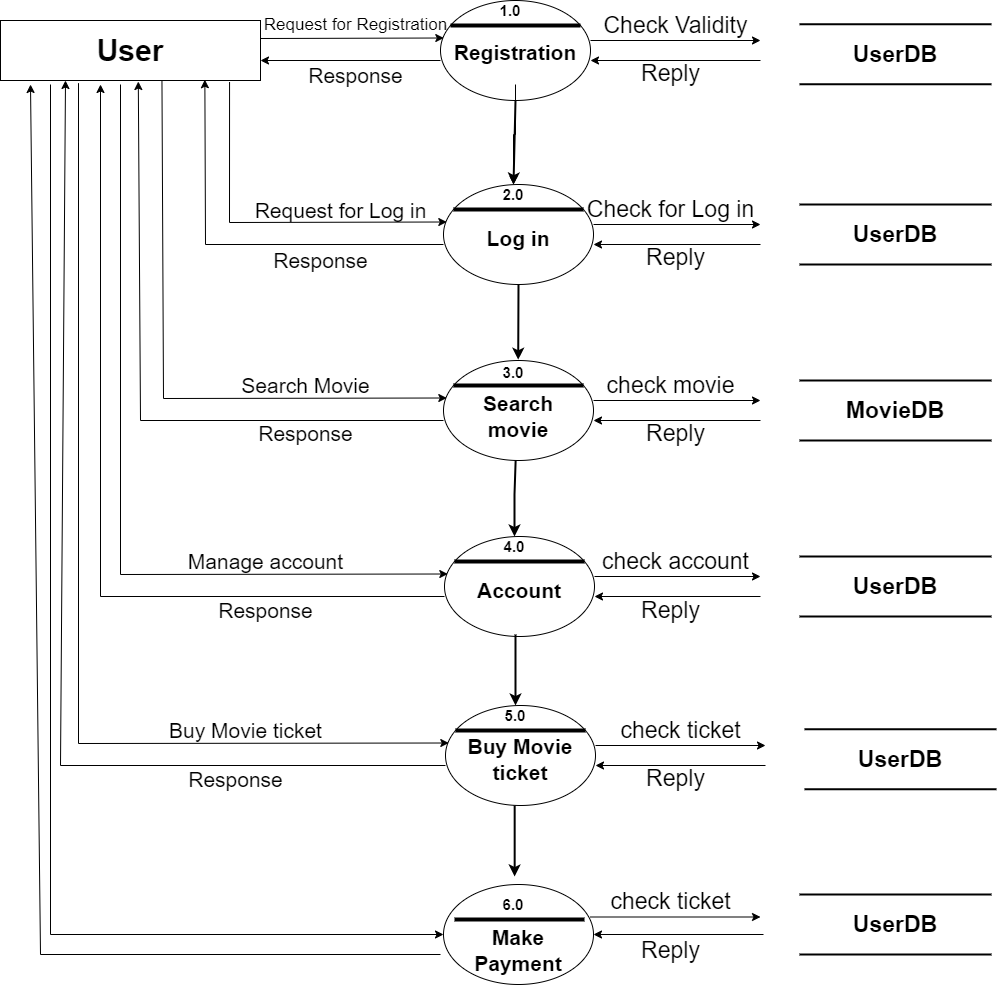 User
Request for Registration
Response
1.0
Registration
Check Validity
Reply
UserDB
Request for Log in
Response
2.0
Log in
Check for Log in
Reply
UserDB
Search Movie
Response
3.0
Search
movie
check movie
Reply
MovieDB
Manage account
Response
4.0
Account
check account
Reply
UserDB
Buy Movie ticket
Response
5.0
Buy Movie
ticket
check ticket
Reply
UserDB
6.0
Make
Payment
check ticket
Reply
UserDB